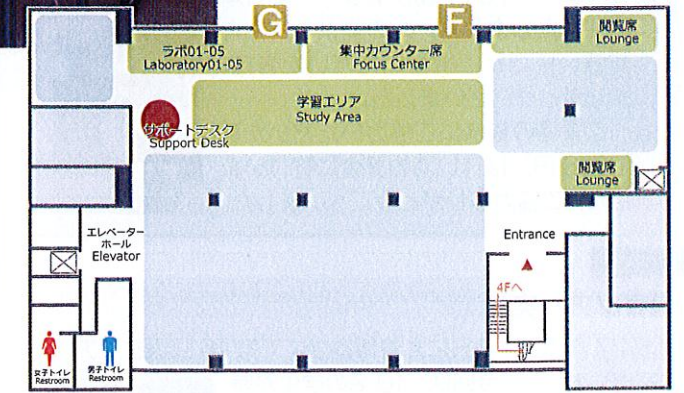 G
F
閲覧席
Lounge
ラボ01-05
Laboratory01-05
集中カウンター席
Focus Center
学習エリア
Study Area
サポートデスク
Support Desk
閲覧席
Lounge
エレベーター
ホール
Elevator
Entrance
4Fへ
女子トイレ
Restroom
男子トイレ
Restroom